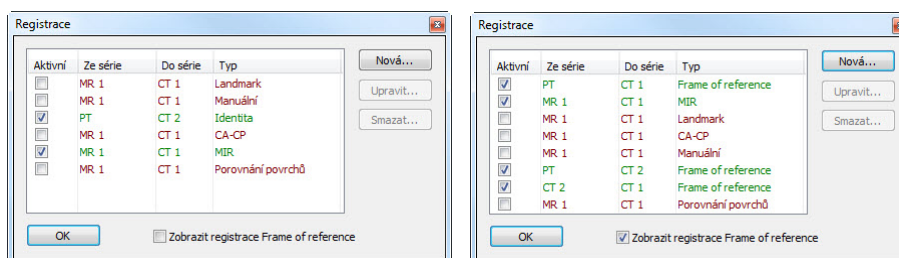 Registrace
Aktivní Ze série Do série Typ
MR 1 CT 1 Landmark
MR 1 CT 1 Manuální
PT CT 2 Identita
MR 1 CT 1 CA-CP
MR 1 CT 1 MIR
MR 1 CT 1 Porovnání povrchů
Nová...
Upravit...
Smazat...
OK Zobrazit registrace Frame of reference
Registrace
Aktivní Ze série Do série Typ
PT CT 1 Frame of reference
MR 1 CT 1 MIR
MR 1 CT 1 Landmark
MR 1 CT 1 CA-CP
MR 1 CT 1 Manuální
PT CT 2 Frame of reference
CT 2 CT 1 Frame of reference
MR 1 CT 1 Porovnání povrchů
Nová...
Upravit...
Smazat...
OK Zobrazit registrace Frame of reference